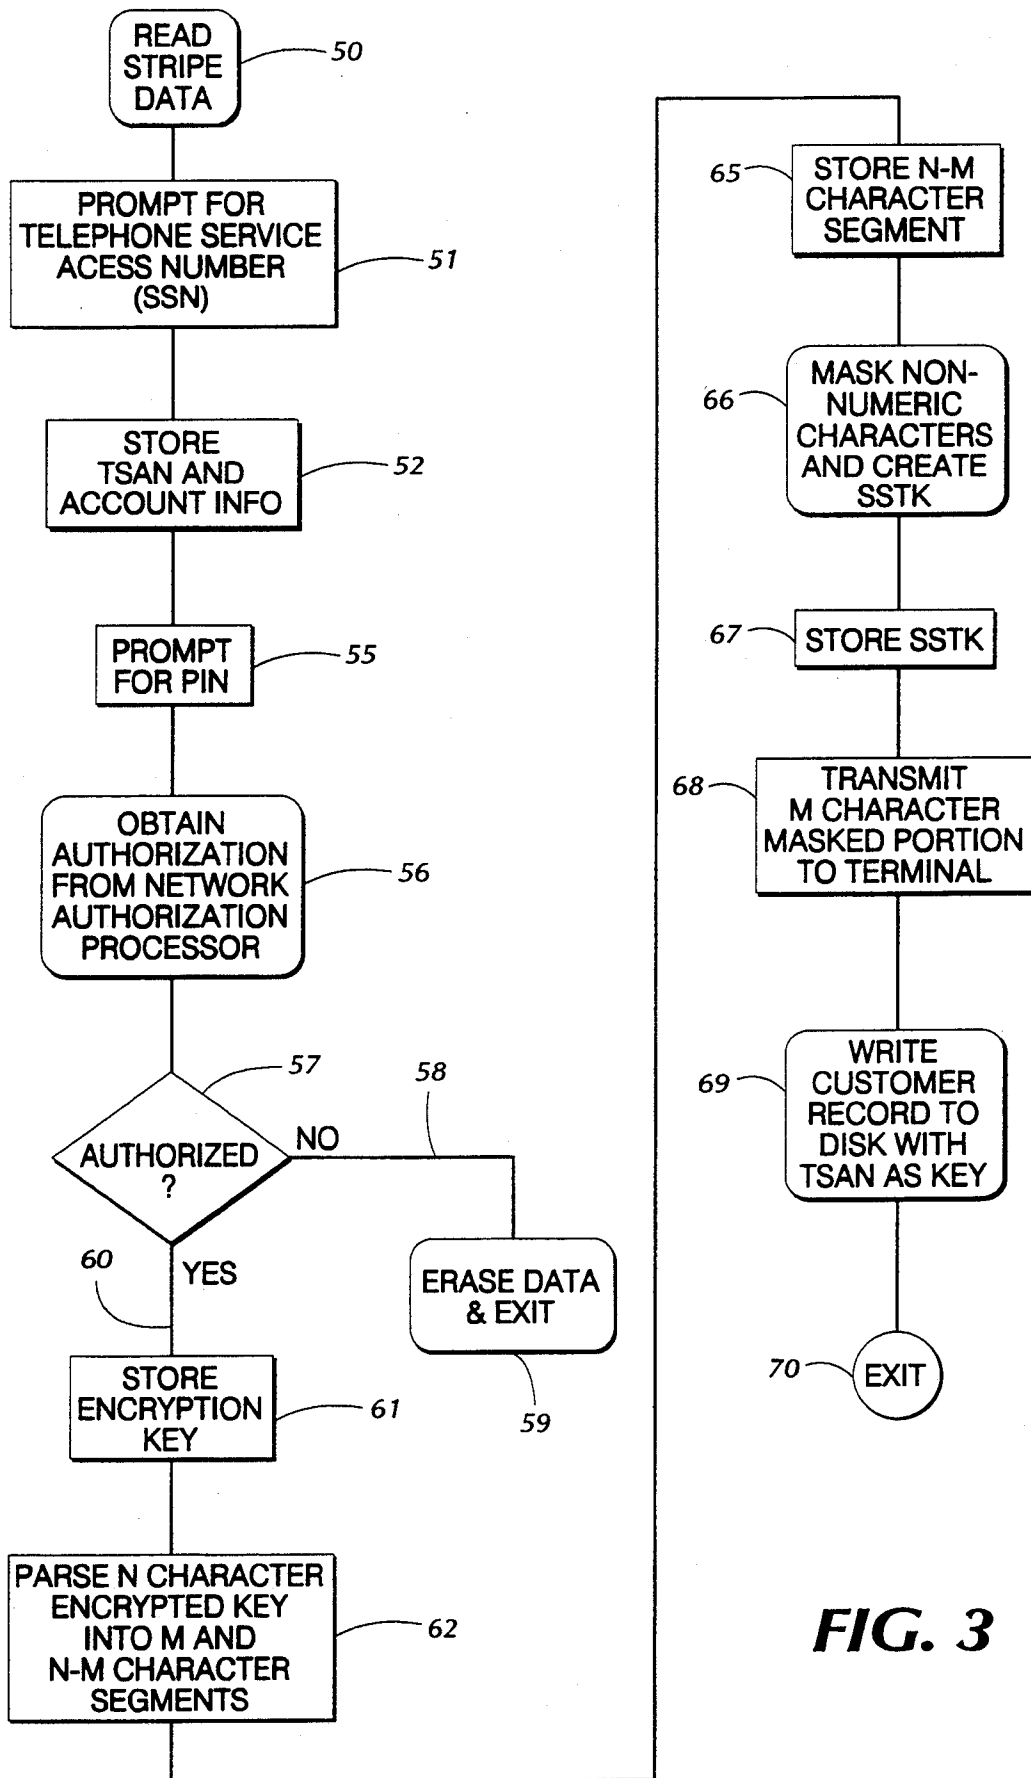 READ
STRIPE
DATA
50
PROMPT FOR
TELEPHONE SERVICE
ACESS NUMBER
(SSN)
51
STORE
TSAN AND
ACCOUNT INFO
52
PROMPT
FOR PIN
55
OBTAIN
AUTHORIZATION
FROM NETWORK
AUTHORIZATION
PROCESSOR
56
57
AUTHORIZED
?
NO
58
ERASE DATA
& EXIT
59
60
YES
STORE
ENCRYPTION
KEY
61
PARSE N CHARACTER
ENCRYPTED KEY
INTO M AND
N-M CHARACTER
SEGMENTS
62
65
STORE N-M
CHARACTER
SEGMENT
66
MASK NON-
NUMERIC
CHARACTERS
AND CREATE
SSTK
67
STORE SSTK
68
TRANSMIT
M CHARACTER
MASKED PORTION
TO TERMINAL
69
WRITE
CUSTOMER
RECORD TO
DISK WITH
TSAN AS KEY
70
EXIT
FIG. 3